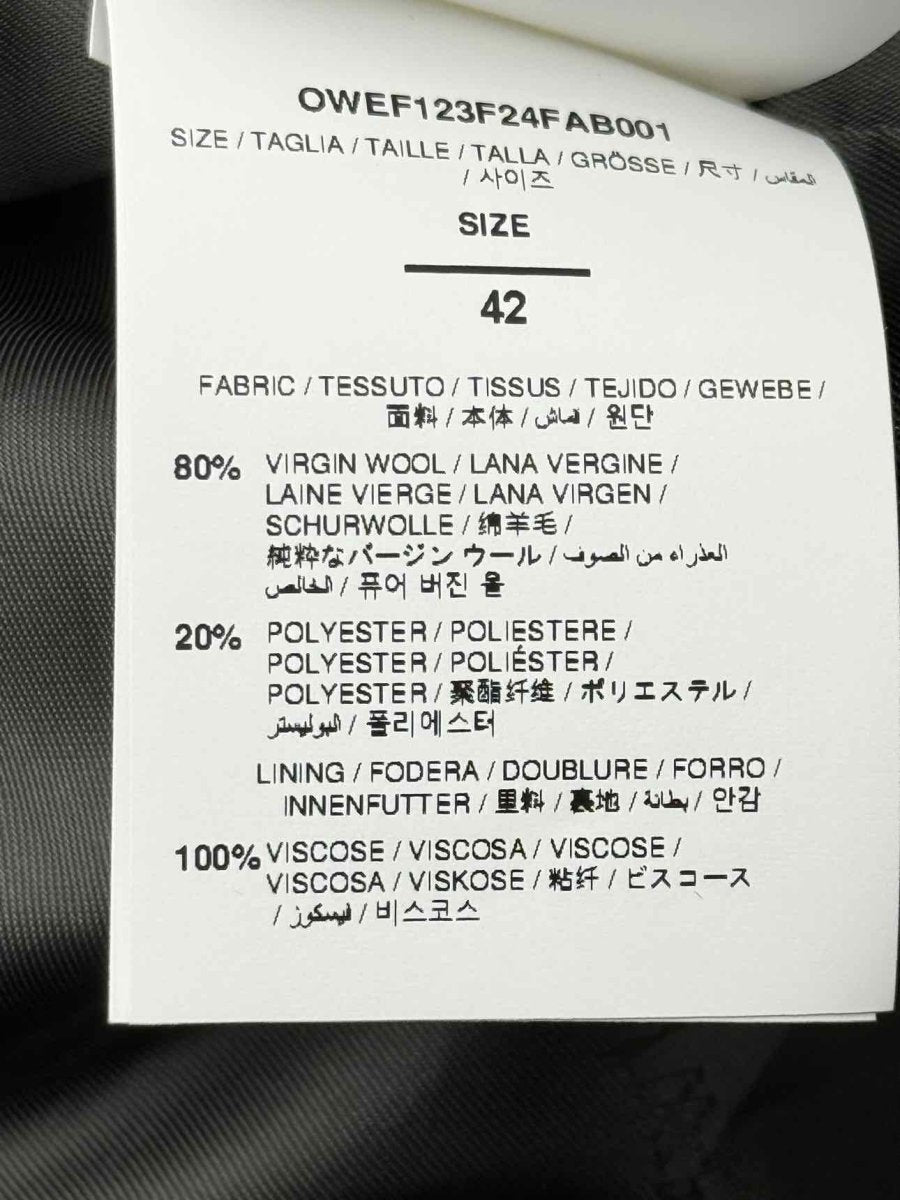 OWEF123F24FAB001
SIZE / TAGLIA / TAILLE / TALLA / GRÖSSE / 尺寸 / المقاس
/ 사이즈
SIZE
42
FABRIC / TESSUTO / TISSUS / TEJIDO / GEWEBE /
面料 / 本体 / قماش / 원단
80% VIRGIN WOOL / LANA VERGINE /
LAINE VIERGE / LANA VIRGEN /
SCHURWOLLE / 绵羊毛 /
純粋なバージン ウール / العذراء من الصوف
الخالص / 퓨어 버진 울
20% POLYESTER / POLIESTERE /
POLYESTER / POLIÉSTER /
POLYESTER / 聚酯纤维 / ポリエステル /
البوليستر / 폴리에스터
LINING / FODERA / DOUBLURE / FORRO /
INNENFUTTER / 里料 / 裏地 / بطانة / 안감
100% VISCOSE / VISCOSA / VISCOSE /
VISCOSA / VISKOSE / 粘纤 / ビスコース
/ فيسكوز / 비스코스